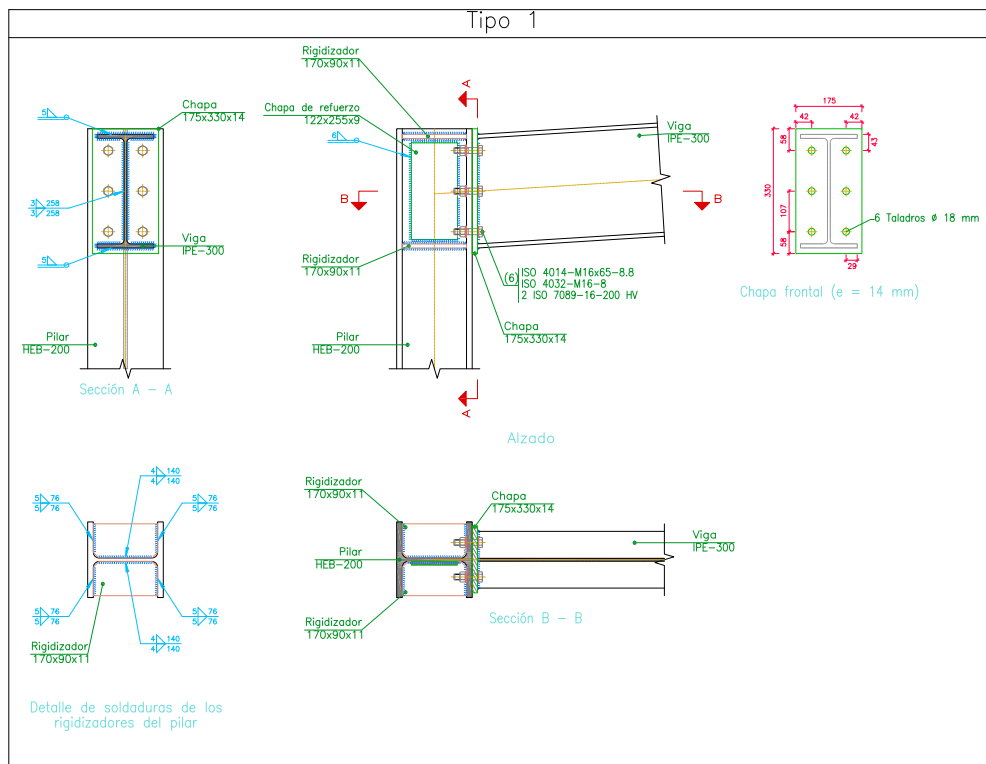 Tipo 1
Rigidizador
170x90x11
A
Chapa
175x330x14
Chapa de refuerzo
122x255x9
175
42
42
5
6
Viga
IPE-300
58
43
B
B
330
3 258
3 258
107
6 Taladros ø 18 mm
Viga
IPE-300
58
29
5
Rigidizador
170x90x11
(6)
ISO 4014-M16x65-8.8
ISO 4032-M16-8
2 ISO 7089-16-200 HV
Chapa frontal (e = 14 mm)
Pilar
HEB-200
Pilar
HEB-200
Chapa
175x330x14
Sección A - A
A
Alzado
4 140
4 140
5 76
5 76
5 76
5 76
Rigidizador
170x90x11
Chapa
175x330x14
Viga
IPE-300
Pilar
HEB-200
5 76
5 76
5 76
5 76
4 140
4 140
Rigidizador
170x90x11
Rigidizador
170x90x11
Sección B - B
Detalle de soldaduras de los
rigidizadores del pilar